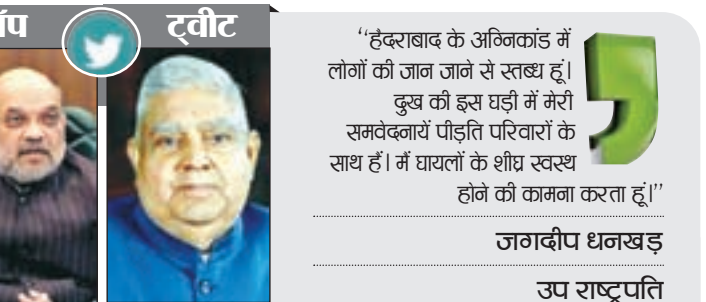 ॉप ट्वीट
‘‘हैदराबाद के अग्निकांड में
लोगों की जान जाने से स्तब्ध हूं।
दुख की इस घड़ी में मेरी
समवेदनायें पीड़ित परिवारों के
साथ हैं। मैं घायलों के शीघ्र स्वस्थ
होने की कामना करता हूं।’’
जगदीप धनखड़
उप राष्ट्रपति